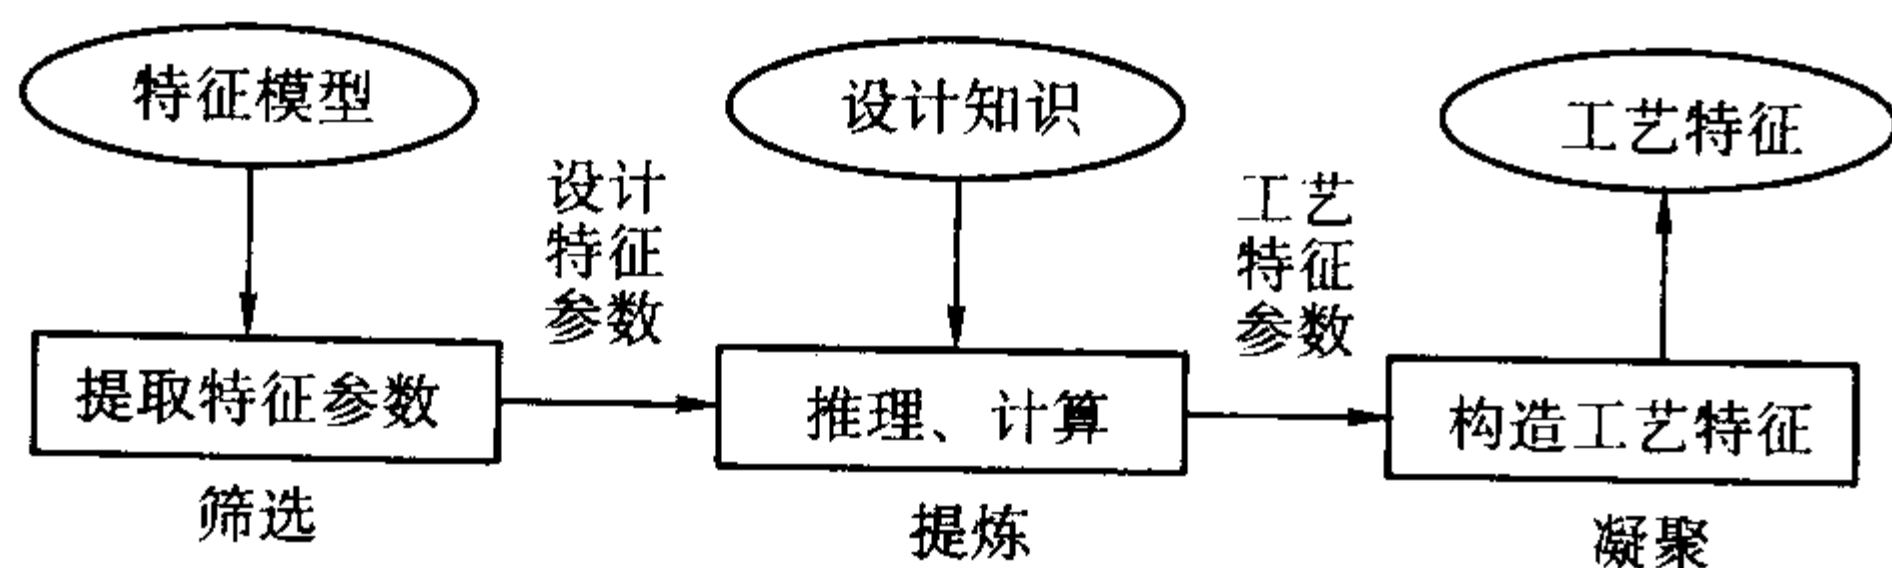 特征模型
设计知识
工艺特征
设计
特征
参数
工艺
特征
参数
提取特征参数
推理、计算
构造工艺特征
筛选
提炼
凝聚